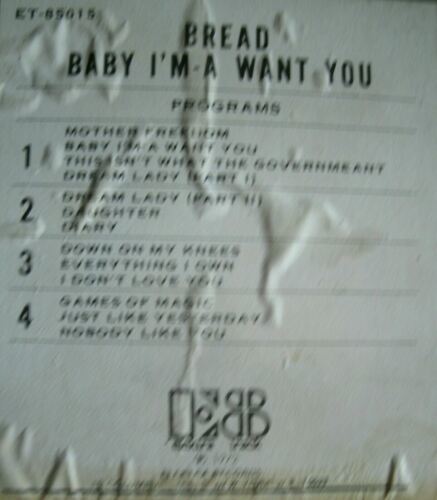 ET-85015
BREAD
BABY I'M-A WANT YOU
PROGRAMS
1
MOTHER FREEDOM
BABY I'M-A WANT YOU
THIS ISN'T WHAT THE GOVERNMEANT
DREAM LADY (PART I)
2
DREAM LADY (PART II)
DAUGHTER
DIARY
3
DOWN ON MY KNEES
EVERYTHING I OWN
I DON'T LOVE YOU
4
GAMES OF MAGIC
JUST LIKE YESTERDAY
NOBODY LIKE YOU